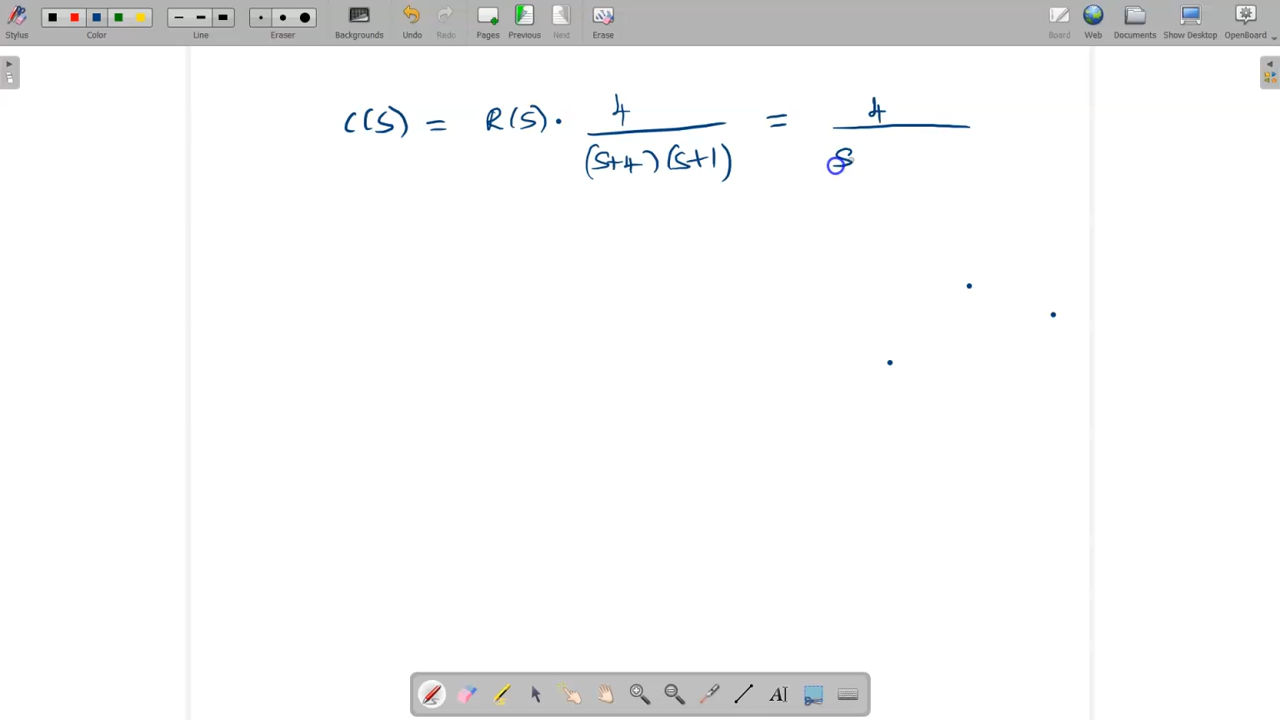 Stylus Color Line Eraser Backgrounds Undo Redo Pages Previous Next Erase Board Web Documents Show Desktop OpenBoard
C(S) = R(S) · 4 / (S+4)(S+1) = 4 / S